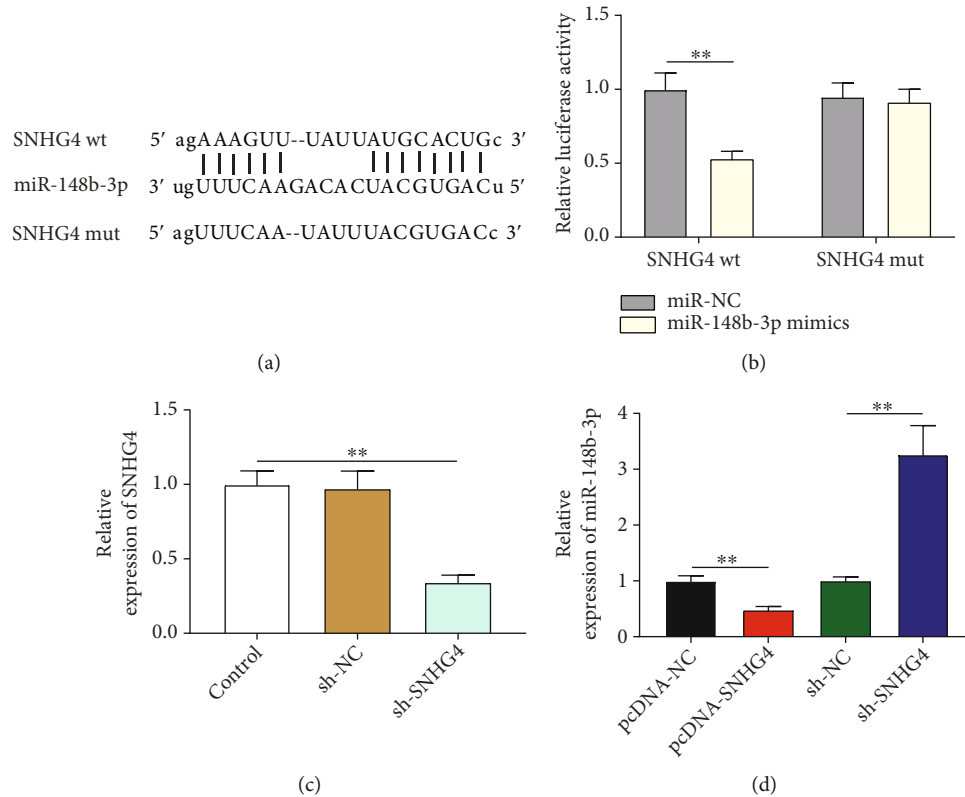 SNHG4 wt 5′ agAAAGUU--UAUUAUGCACUGc 3′
miR-148b-3p 3′ ugUUUCAAGACACUACGUGACu 5′
SNHG4 mut 5′ agUUUCAA--UAUUUACGUGACc 3′
(a)
Relative luciferase activity
1.5
1.0
0.5
0.0
**
SNHG4 wt
SNHG4 mut
miR-NC
miR-148b-3p mimics
(b)
Relative
expression of SNHG4
1.5
1.0
0.5
0.0
**
Control
sh-NC
sh-SNHG4
(c)
Relative
expression of miR-148b-3p
4
3
2
1
0
**
**
pcDNA-NC
pcDNA-SNHG4
sh-NC
sh-SNHG4
(d)